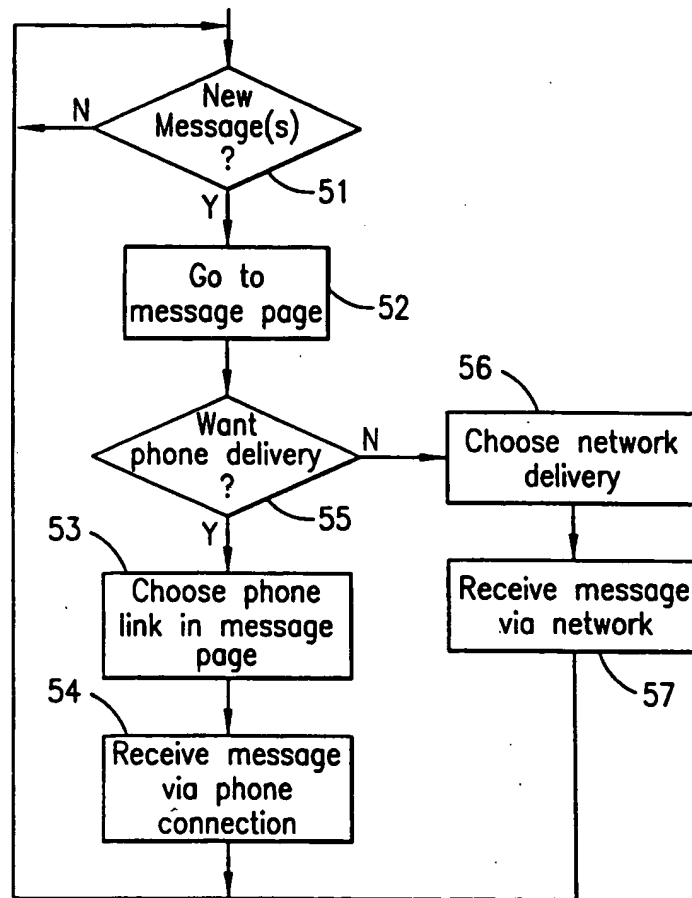 New
Message(s)
?
N
51
Y
Go to
message page
52
Want
phone delivery
?
N
55
Y
56
Choose network
delivery
53
Choose phone
link in message
page
Receive message
via network
57
54
Receive message
via phone
connection